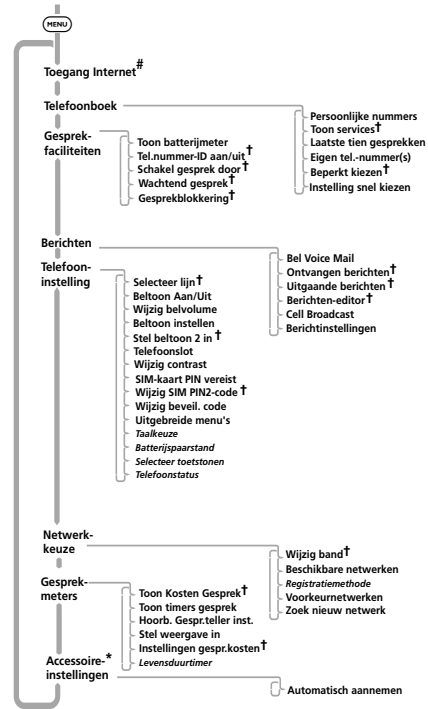 MENU
Toegang Internet#
Telefoonboek
Persoonlijke nummers
Toon services†
Laatste tien gesprekken
Eigen tel.-nummer(s)
Beperkt kiezen†
Instelling snel kiezen
Gesprek-
faciliteiten
Toon batterijmeter
Tel.nummer-ID aan/uit†
Schakel gesprek door†
Wachtend gesprek†
Gesprekblokkering†
Berichten
Bel Voice Mail
Ontvangen berichten†
Uitgaande berichten†
Berichten-editor†
Cell Broadcast
Berichtinstellingen
Telefoon-
instelling
Selecteer lijn†
Beltoon Aan/Uit
Wijzig belvolume
Beltoon instellen
Stel beltoon 2 in†
Telefoonslot
Wijzig contrast
SIM-kaart PIN vereist
Wijzig SIM PIN2-code†
Wijzig beveil. code
Uitgebreide menu's
Taalkeuze
Batterijspaarstand
Selecteer toetstonen
Telefoonstatus
Netwerk-
keuze
Wijzig band†
Beschikbare netwerken
Registratiemethode
Voorkeurnetwerken
Zoek nieuw netwerk
Gesprek-
meters
Toon Kosten Gesprek†
Toon timers gesprek
Hoorb. Gespr.teller inst.
Stel weergave in
Instellingen gespr.kosten†
Levensduurtimer
Accessoire-*
instellingen
Automatisch aannemen